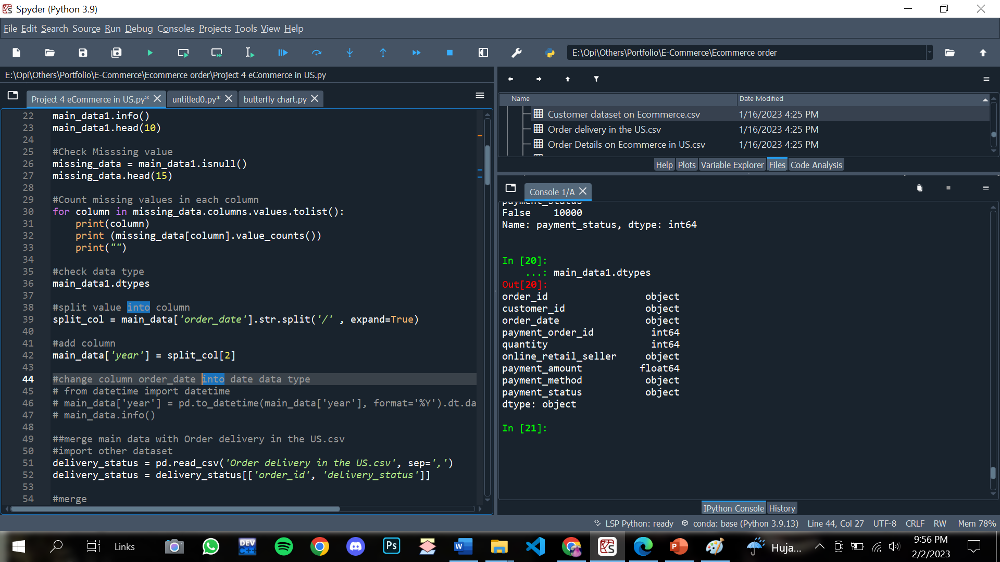 Spyder (Python 3.9)
File Edit Search Source Run Debug Consoles Projects Tools View Help
E:\Opi\Others\Portfolio\E-Commerce\Ecommerce order
E:\Opi\Others\Portfolio\E-Commerce\Ecommerce order\Project 4 eCommerce in US.py
Project 4 eCommerce in US.py* untitled0.py* butterfly chart.py
22 main_data1.info()
23 main_data1.head(10)
24
25 #Check Misssing value
26 missing_data = main_data1.isnull()
27 missing_data.head(15)
28
29 #Count missing values in each column
30 for column in missing_data.columns.values.tolist():
31     print(column)
32     print (missing_data[column].value_counts())
33     print("")
34
35 #check data type
36 main_data1.dtypes
37
38 #split value into column
39 split_col = main_data['order_date'].str.split('/' , expand=True)
40
41 #add column
42 main_data['year'] = split_col[2]
43
44 #change column order_date into date data type
45 # from datetime import datetime
46 # main_data['year'] = pd.to_datetime(main_data['year'], format='%Y').dt.da
47 # main_data.info()
48
49 ##merge main data with Order delivery in the US.csv
50 #import other dataset
51 delivery_status = pd.read_csv('Order delivery in the US.csv', sep=',')
52 delivery_status = delivery_status[['order_id', 'delivery_status']]
53
54 #merge
Name Date Modified
Customer dataset on Ecommerce.csv 1/16/2023 4:25 PM
Order delivery in the US.csv 1/16/2023 4:25 PM
Order Details on Ecommerce in US.csv 1/16/2023 4:25 PM
Help Plots Variable Explorer Files Code Analysis
Console 1/A
payment_status
False    10000
Name: payment_status, dtype: int64
In [20]:
    ...: main_data1.dtypes
Out[20]:
order_id                 object
customer_id              object
order_date               object
payment_order_id          int64
quantity                  int64
online_retail_seller     object
payment_amount          float64
payment_method           object
payment_status           object
dtype: object
In [21]:
IPython Console History
LSP Python: ready conda: base (Python 3.9.13) Line 44, Col 27 UTF-8 CRLF RW Mem 78%
Links
DEV C++
Ps
W
P
Huja...
9:56 PM
2/2/2023